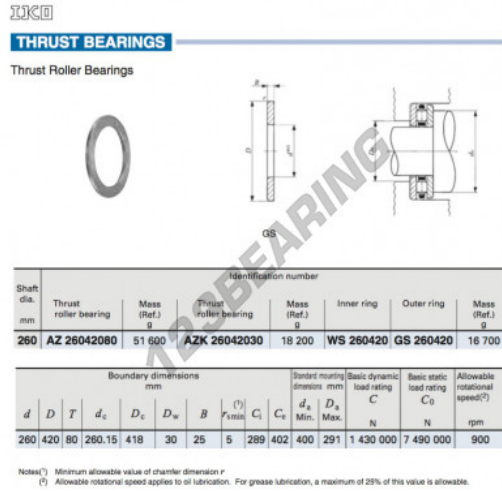 IKO
THRUST BEARINGS
Thrust Roller Bearings
B
r
D
GS
123BEARING
Identification number
Shaft dia. mm
Thrust roller bearing
Mass (Ref.) g
Thrust roller bearing
Mass (Ref.) g
Inner ring
Outer ring
Mass (Ref.) g
260 AZ 26042080 51 600 AZK 26042030 18 200 WS 260420 GS 260420 16 700
Boundary dimensions mm
Standard mounting dimensions mm
Basic dynamic load rating C N
Basic static load rating C₀ N
Allowable rotational speed(²) rpm
d D T dc Dc Dw B rs min(¹) Ci Ce da Min. Da Max.
260 420 80 260.15 418 30 25 5 289 402 400 291 1 430 000 7 490 000 900
Notes(¹) Minimum allowable value of chamfer dimension r
(²) Allowable rotational speed applies to oil lubrication. For grease lubrication, a maximum of 25% of this value is allowable.